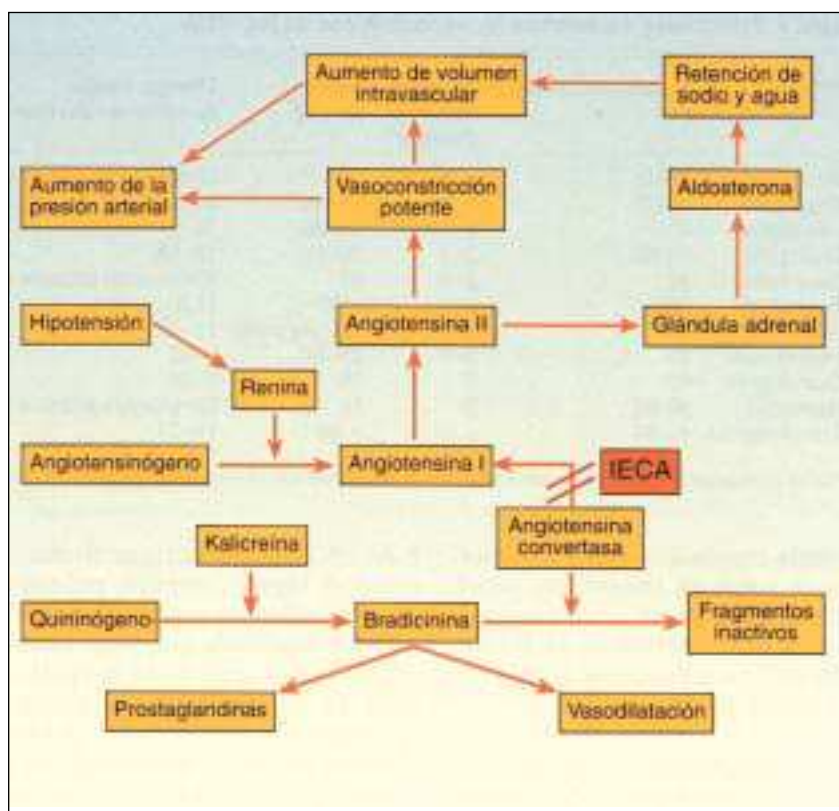 Aumento de volumen
intravascular
Retención de
sodio y agua
Aumento de la
presion arterial
Vasoconstricción
potente
Aldosterona
Hipotensión
Angiotensina II
Glándula adrenal
Renina
Angiotensinógeno
Angiotensina I
IECA
Kalicreína
Angiotensina
convertasa
Quininógeno
Bradicinina
Fragmentos
inactivos
Prostaglandinas
Vasodilatación